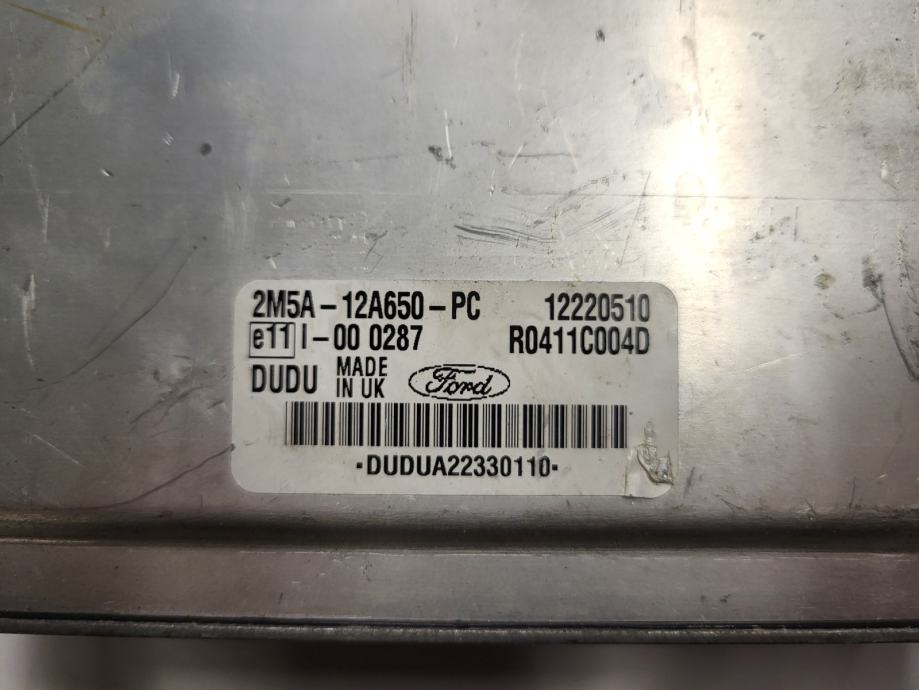 2M5A-12A650-PC 12220510
e11 I-00 0287 R0411C004D
DUDU MADE IN UK Ford
-DUDUA22330110-